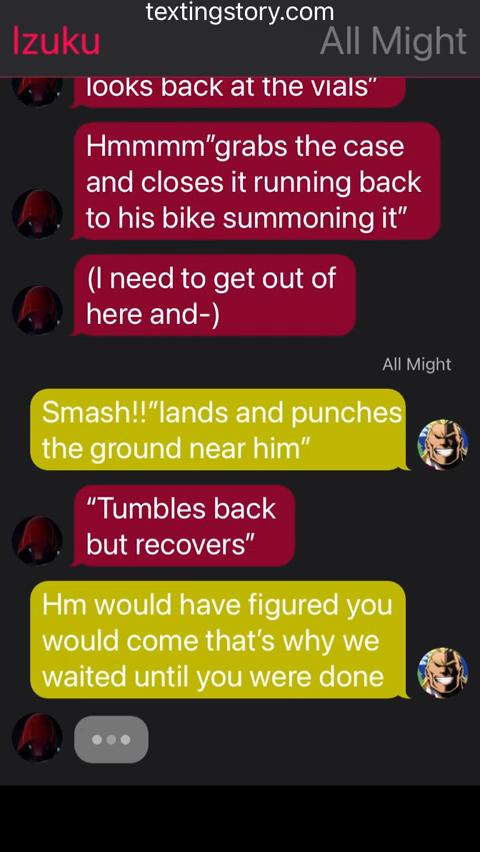 textingstory.com
Izuku
All Might
looks back at the vials”
Hmmmm”grabs the case
and closes it running back
to his bike summoning it”
(I need to get out of
here and-)
All Might
Smash!!”lands and punches
the ground near him”
“Tumbles back
but recovers”
Hm would have figured you
would come that’s why we
waited until you were done